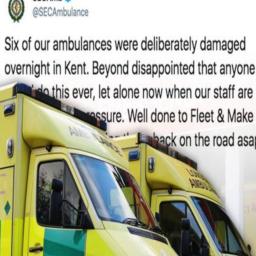 @SECAmbulance
Six of our ambulances were deliberately damaged
overnight in Kent. Beyond disappointed that anyone
do this ever, let alone now when our staff are
pressure. Well done to Fleet & Make
back on the road asap
AMBULANCE